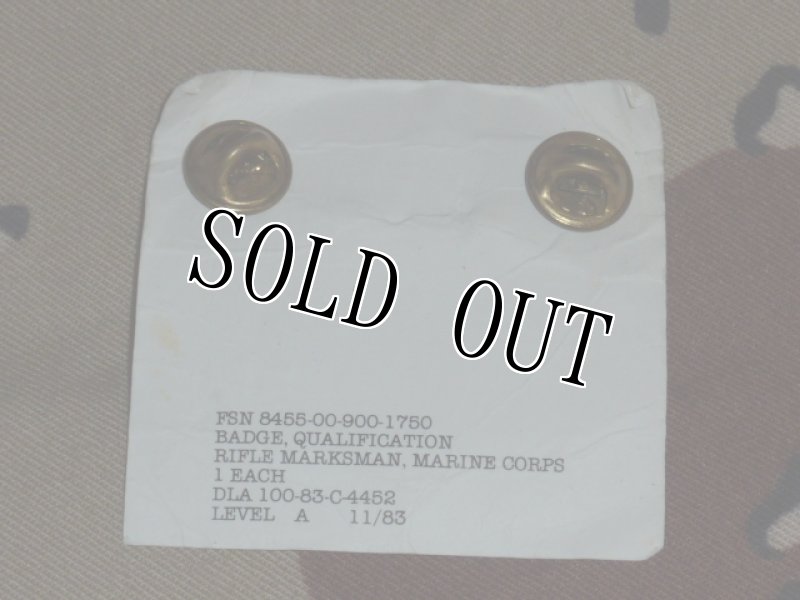 SOLD OUT
FSN 8455-00-900-1750
BADGE, QUALIFICATION
RIFLE MARKSMAN, MARINE CORPS
1 EACH
DLA 100-83-C-4452
LEVEL A 11/83